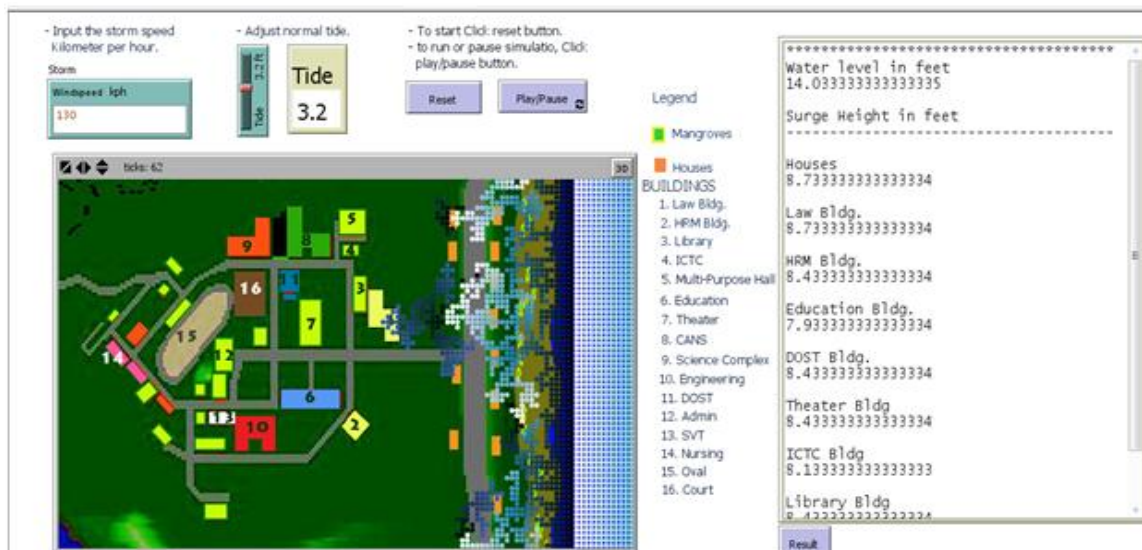 - Input the storm speed
Kilometer per hour.
Storm
Windspeed kph
130
- Adjust normal tide.
Tide 3.2 ft
Tide
3.2
- To start Click reset button.
- to run or pause simulatio, Click
play/pause button.
Reset
Play/Pause
ticks: 62
3D
5
9
8
4
16
11
3
15
7
14
12
6
13
10
2
Legend
Mangroves
Houses
BUILDINGS
1. Law Bldg.
2. HRM Bldg.
3. Library
4. ICTC
5. Multi-Purpose Hall
6. Education
7. Theater
8. CANS
9. Science Complex
10. Engineering
11. DOST
12. Admin
13. SVT
14. Nursing
15. Oval
16. Court
****************************************
Water level in feet
14.033333333333335
Surge Height in feet
----------------------------------------
Houses
8.733333333333334
Law Bldg.
8.733333333333334
HRM Bldg.
8.433333333333334
Education Bldg.
7.933333333333334
DOST Bldg.
8.433333333333334
Theater Bldg
8.433333333333334
ICTC Bldg
8.133333333333333
Library Bldg
8.433333333333334
Result